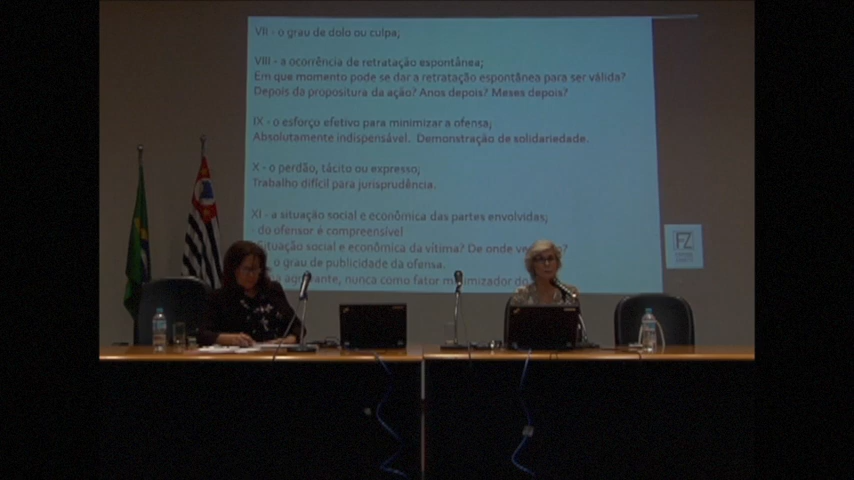 VII - o grau de dolo ou culpa;
VIII - a ocorrência de retratação espontânea;
Em que momento pode se dar a retratação espontânea para ser válida?
Depois da propositura da ação? Anos depois? Meses depois?
IX - o esforço efetivo para minimizar a ofensa;
Absolutamente indispensável. Demonstração de solidariedade.
X - o perdão, tácito ou expresso;
Trabalho difícil para jurisprudência.
XI - a situação social e econômica das partes envolvidas;
do ofensor é compreensível
Situação social e econômica da vítima? De onde
o grau de publicidade da ofensa.
nunca como fator minimizador do
FZ